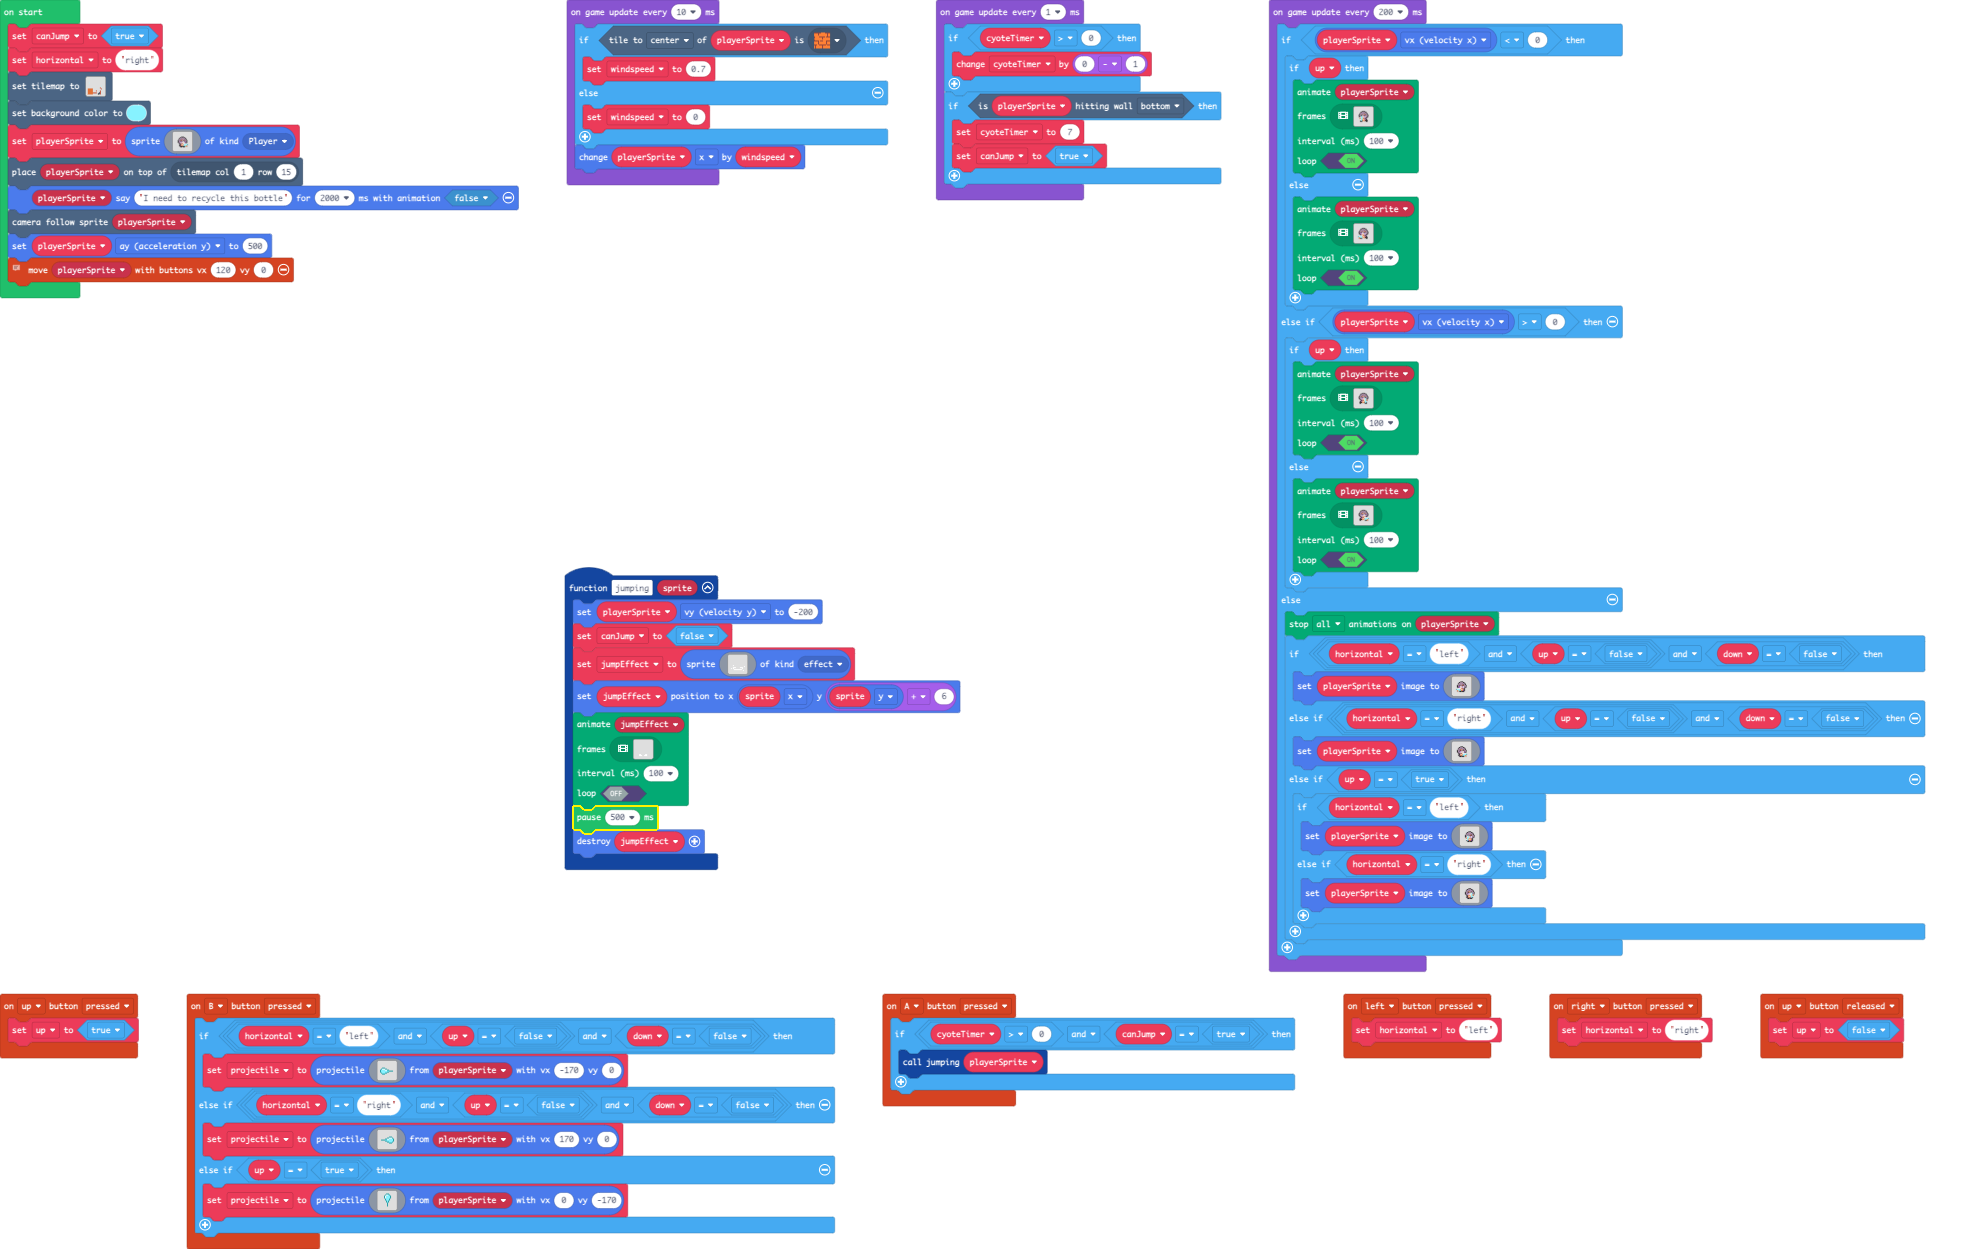 on start
set canJump to true
set horizontal to "right"
set tilemap to
set background color to
set playerSprite to sprite of kind Player
place playerSprite on top of tilemap col 1 row 15
playerSprite say "I need to recycle this bottle" for 2000 ms with animation false
camera follow sprite playerSprite
set playerSprite ay (acceleration y) to 500
move playerSprite with buttons vx 120 vy 0
on game update every 10 ms
if tile to center of playerSprite is then
set windspeed to 0.7
else
set windspeed to 0
change playerSprite x by windspeed
on game update every 1 ms
if cyoteTimer > 0 then
change cyoteTimer by 0 - 1
if is playerSprite hitting wall bottom then
set cyoteTimer to 7
set canJump to true
on game update every 200 ms
if playerSprite vx (velocity x) < 0 then
if up then
animate playerSprite
frames
interval (ms) 100
loop ON
else
animate playerSprite
frames
interval (ms) 100
loop ON
else if playerSprite vx (velocity x) > 0 then
if up then
animate playerSprite
frames
interval (ms) 100
loop ON
else
animate playerSprite
frames
interval (ms) 100
loop ON
else
stop all animations on playerSprite
if horizontal = "left" and up = false and down = false then
set playerSprite image to
else if horizontal = "right" and up = false and down = false then
set playerSprite image to
else if up = true then
if horizontal = "left" then
set playerSprite image to
else if horizontal = "right" then
set playerSprite image to
function jumping sprite
set playerSprite vy (velocity y) to -200
set canJump to false
set jumpEffect to sprite of kind effect
set jumpEffect position to x sprite x y sprite y + 6
animate jumpEffect
frames
interval (ms) 100
loop OFF
pause 500 ms
destroy jumpEffect
on up button pressed
set up to true
on B button pressed
if horizontal = "left" and up = false and down = false then
set projectile to projectile from playerSprite with vx -170 vy 0
else if horizontal = "right" and up = false and down = false then
set projectile to projectile from playerSprite with vx 170 vy 0
else if up = true then
set projectile to projectile from playerSprite with vx 0 vy -170
on A button pressed
if cyoteTimer > 0 and canJump = true then
call jumping playerSprite
on left button pressed
set horizontal to "left"
on right button pressed
set horizontal to "right"
on up button released
set up to false